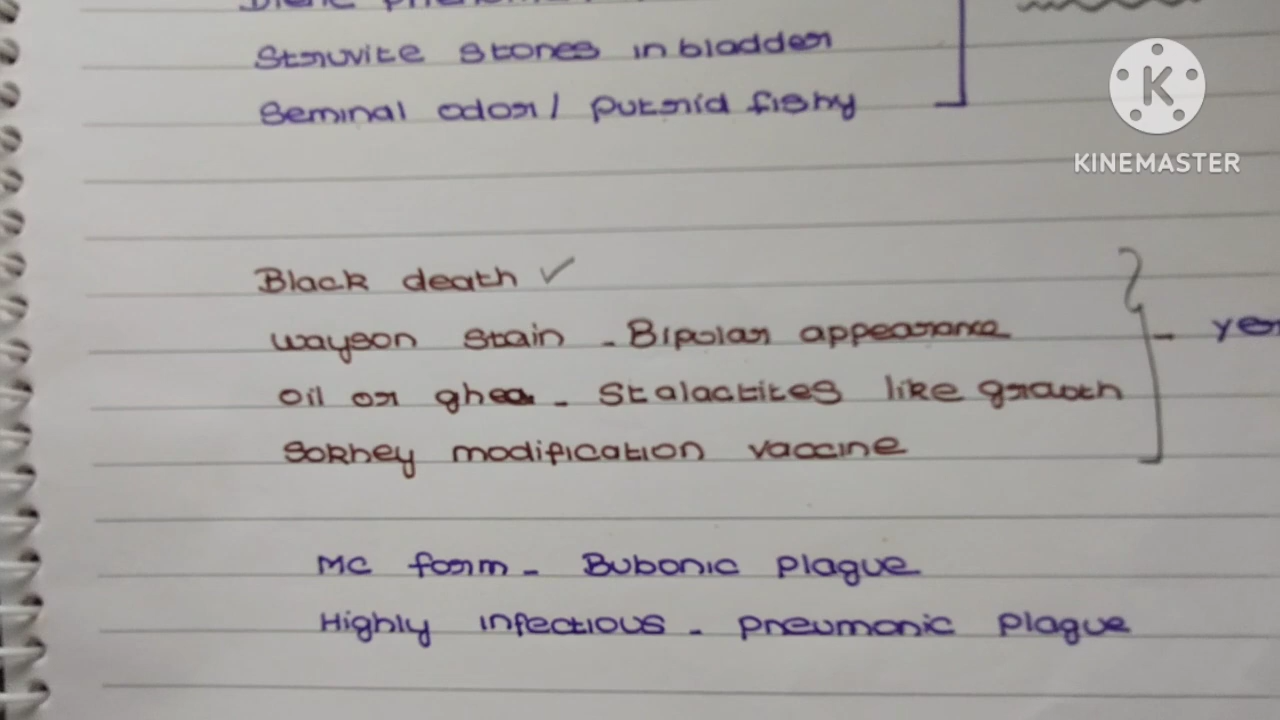 Struvite stones in bladder
Seminal odor / putrid fishy
KINEMASTER
Black death ✓
Wayson stain - Bipolar appearance
Oil or ghee - Stalactites like growth
Sokhey modification vaccine
MC form - Bubonic plague
Highly infectious - pneumonic plague